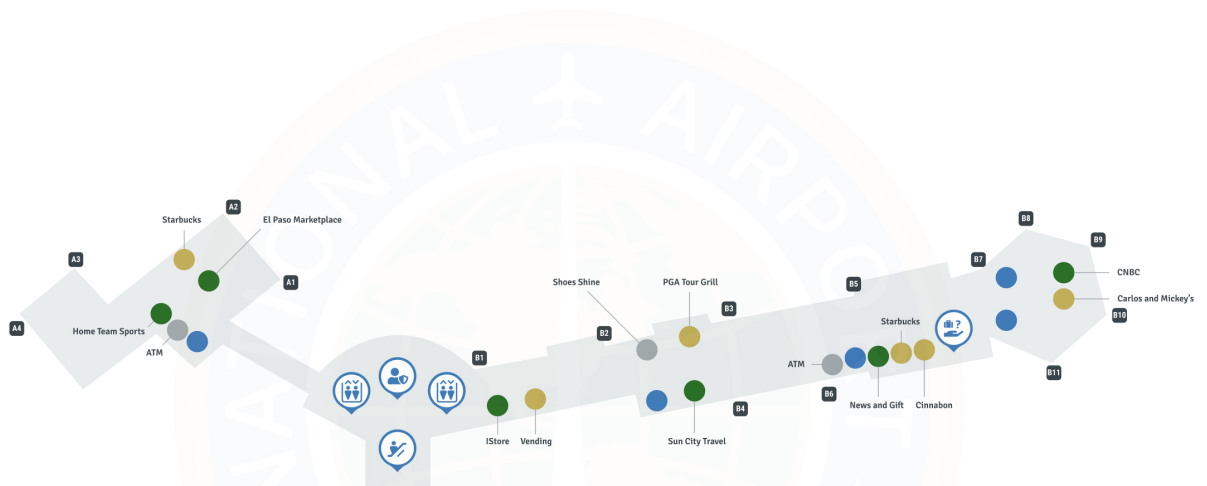 NATIONAL AIRPORT
A2
Starbucks
El Paso Marketplace
A3
A1
A4
Home Team Sports
ATM
B8
B9
B7
CNBC
B5
Shoes Shine
PGA Tour Grill
Carlos and Mickey's
B3
B10
Starbucks
B2
B1
ATM
B11
B6
News and Gift
Cinnabon
B4
IStore
Vending
Sun City Travel
?